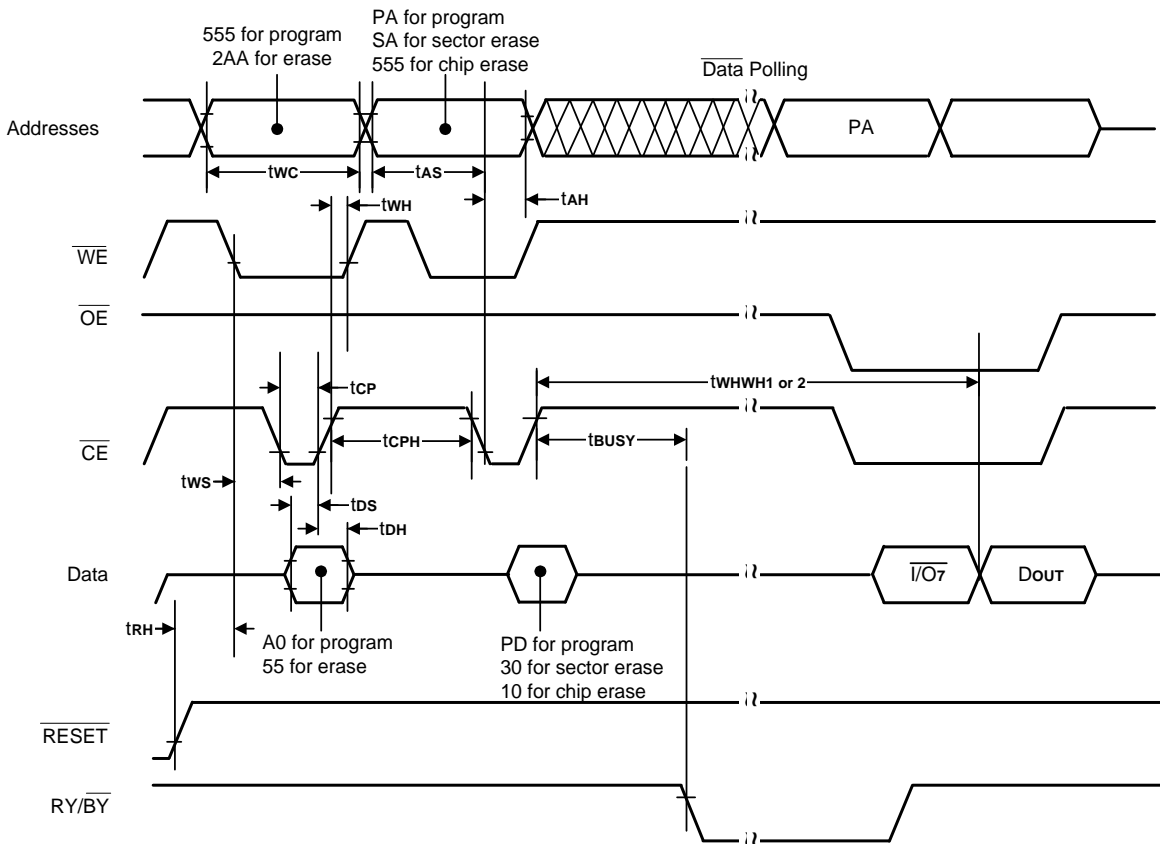 555 for program
2AA for erase
PA for program
SA for sector erase
555 for chip erase
Data Polling
Addresses
PA
tWC
tAS
tAH
tWH
WE
OE
tWHWH1 or 2
tCP
tCPH
tBUSY
CE
tWS
tDS
tDH
Data
I/O7
DOUT
tRH
A0 for program
55 for erase
PD for program
30 for sector erase
10 for chip erase
RESET
RY/BY